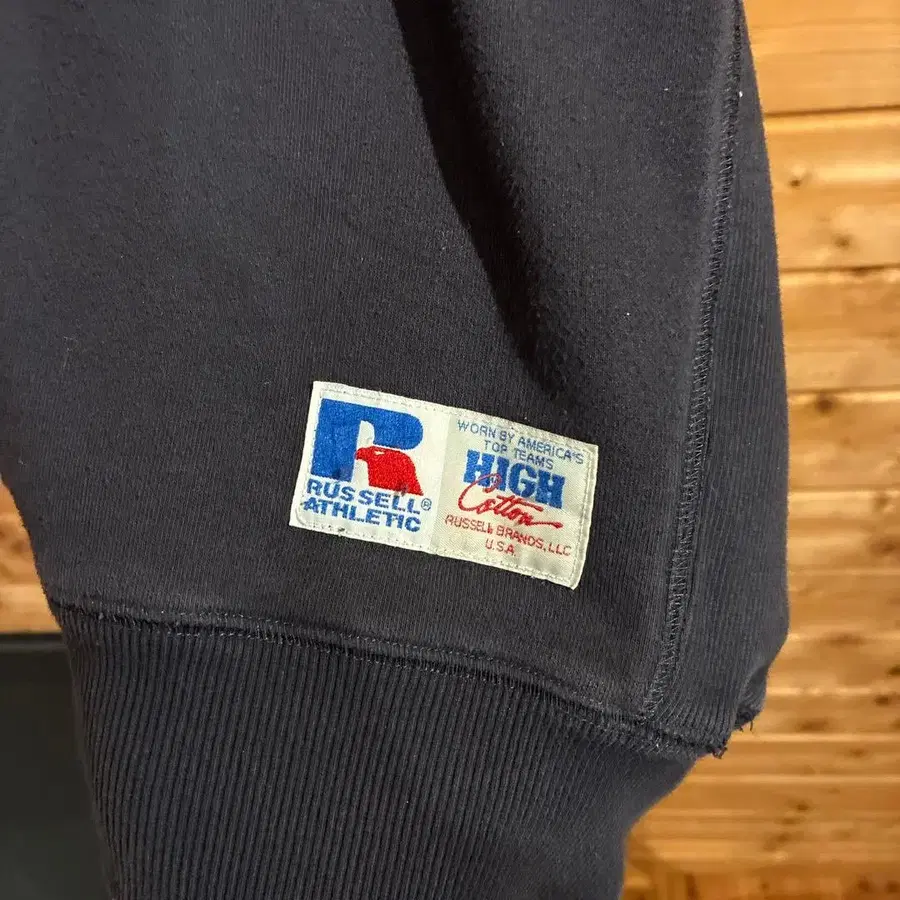 R
RUSSELL®
ATHLETIC
WORN BY AMERICA'S
TOP TEAMS
HIGH
Cotton
RUSSELL BRANDS, LLC
U.S.A.